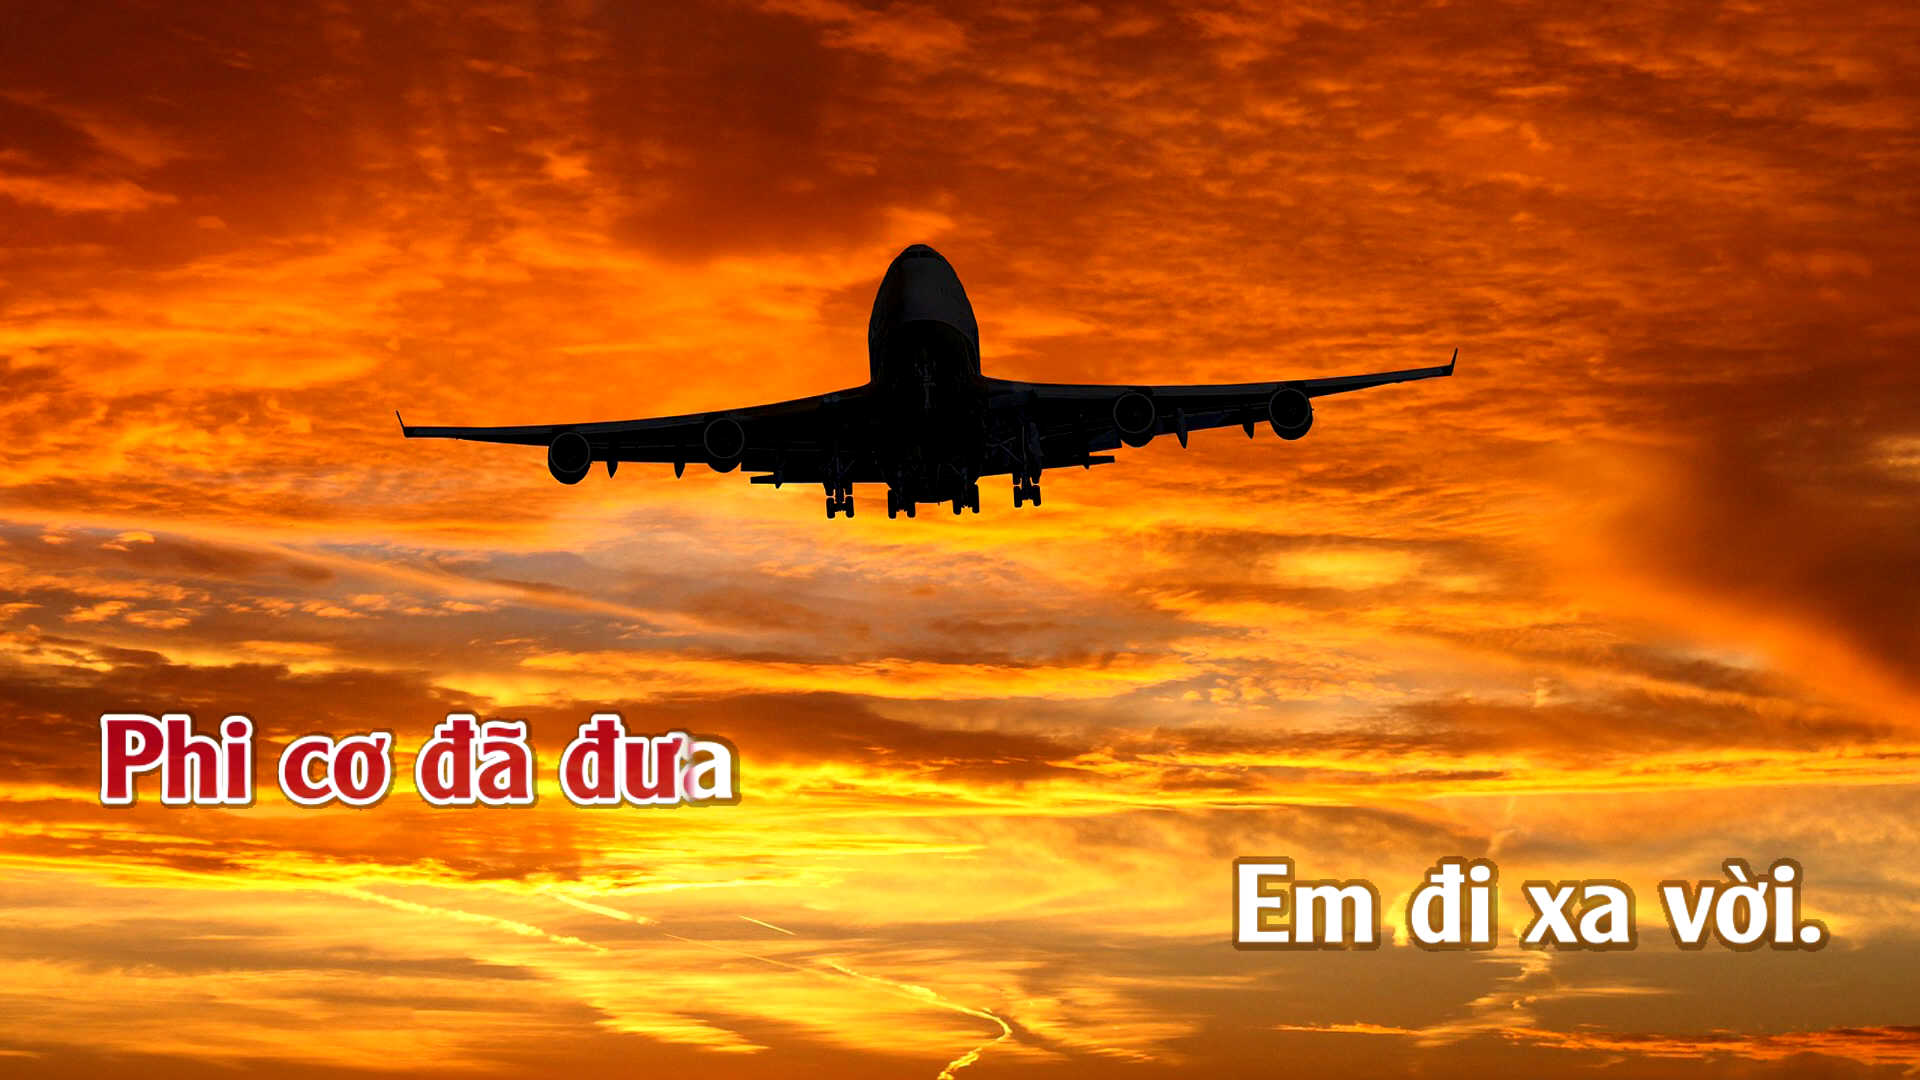 Phi cơ đã đưa
Em đi xa vời.